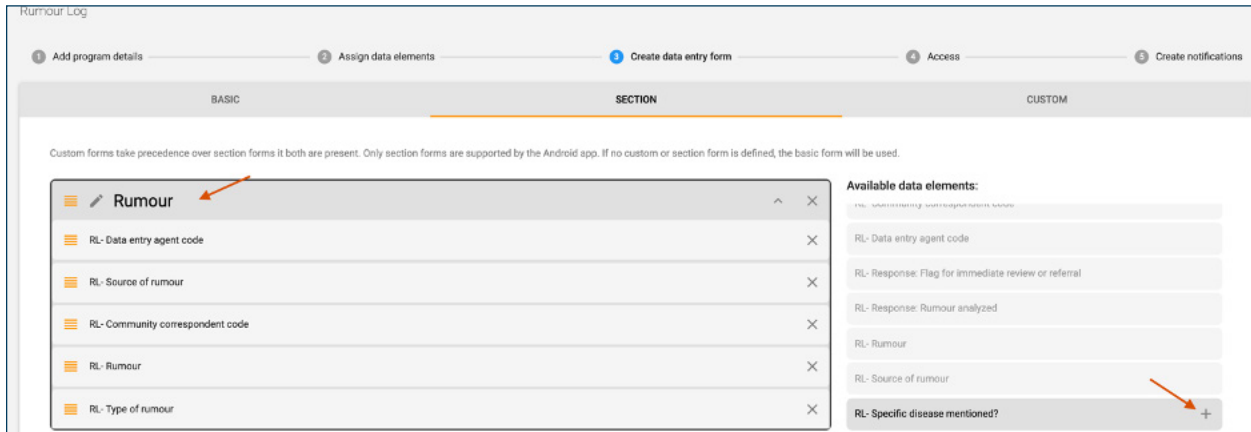 Rumour Log
1 Add program details
2 Assign data elements
3 Create data entry form
4 Access
5 Create notifications
BASIC
SECTION
CUSTOM
Custom forms take precedence over section forms it both are present. Only section forms are supported by the Android app. If no custom or section form is defined, the basic form will be used.
Rumour
RL- Data entry agent code
RL- Source of rumour
RL- Community correspondent code
RL- Rumour
RL- Type of rumour
Available data elements:
RL- Community correspondent code
RL- Data entry agent code
RL- Response: Flag for immediate review or referral
RL- Response: Rumour analyzed
RL- Rumour
RL- Source of rumour
RL- Specific disease mentioned?